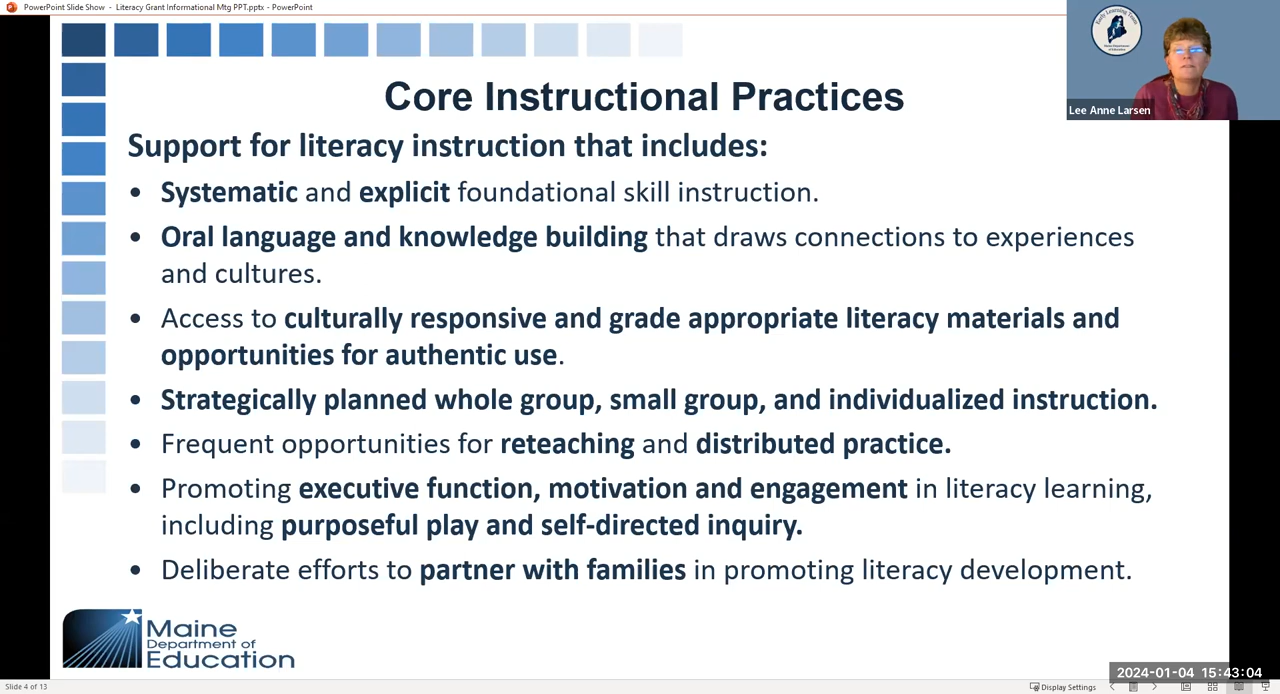 PowerPoint Slide Show - Literacy Grant Informational Mtg PPT.pptx - PowerPoint
Lee Anne Larsen
Core Instructional Practices
Support for literacy instruction that includes:
• Systematic and explicit foundational skill instruction.
• Oral language and knowledge building that draws connections to experiences
and cultures.
• Access to culturally responsive and grade appropriate literacy materials and
opportunities for authentic use.
• Strategically planned whole group, small group, and individualized instruction.
• Frequent opportunities for reteaching and distributed practice.
• Promoting executive function, motivation and engagement in literacy learning,
including purposeful play and self-directed inquiry.
• Deliberate efforts to partner with families in promoting literacy development.
Maine
Department of
Education
2024-01-04 15:43:04
Slide 4 of 13
Display Settings